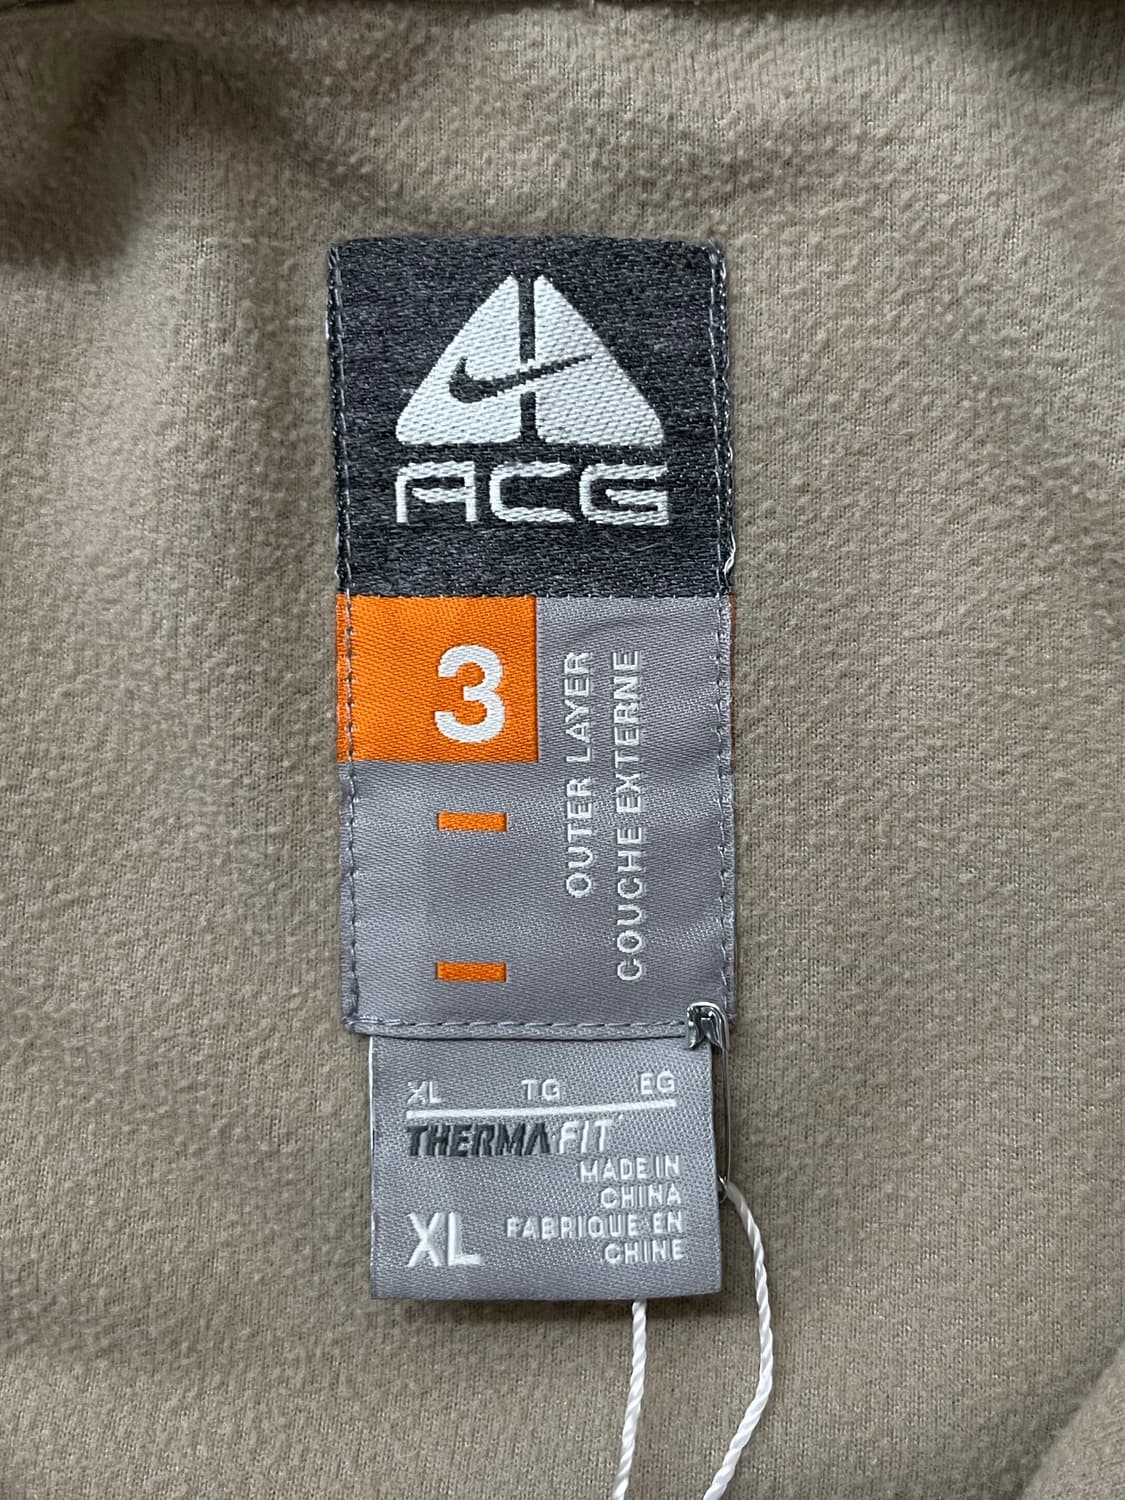 ACG
3
OUTER LAYER
COUCHE EXTERNE
XL TG EG
THERMA FIT
MADE IN
CHINA
XL
FABRIQUE EN
CHINE